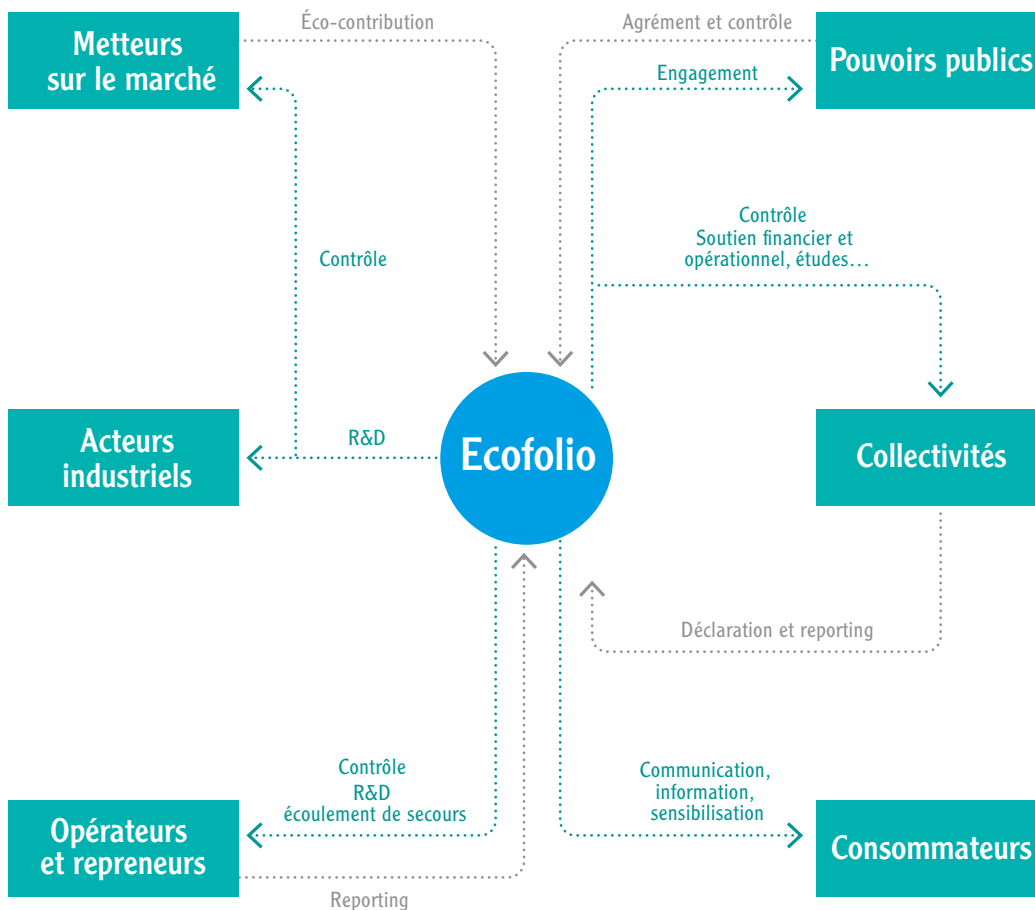 Éco-contribution
Agrément et contrôle
Metteurs
sur le marché
Pouvoirs publics
Engagement
Contrôle
Soutien financier et
opérationnel, études…
Contrôle
Acteurs
industriels
R&D
Ecofolio
Collectivités
Déclaration et reporting
Contrôle
R&D
écoulement de secours
Communication,
information,
sensibilisation
Opérateurs
et repreneurs
Consommateurs
Reporting